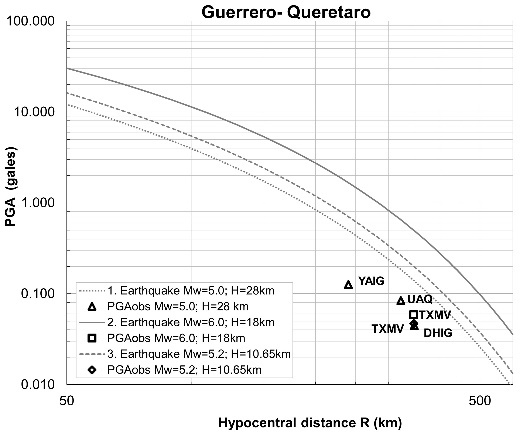 Guerrero- Queretaro
100.000
10.000
1.000
0.100
0.010
PGA (gales)
YAIG
UAQ
TXMV
TXMV
DHIG
1. Earthquake Mw=5.0; H=28km
PGAobs Mw=5.0; H=28 km
2. Earthquake Mw=6.0; H=18km
PGAobs Mw=6.0; H=18km
3. Earthquake Mw=5.2; H=10.65km
PGAobs Mw=5.2; H=10.65km
50
500
Hypocentral distance R (km)